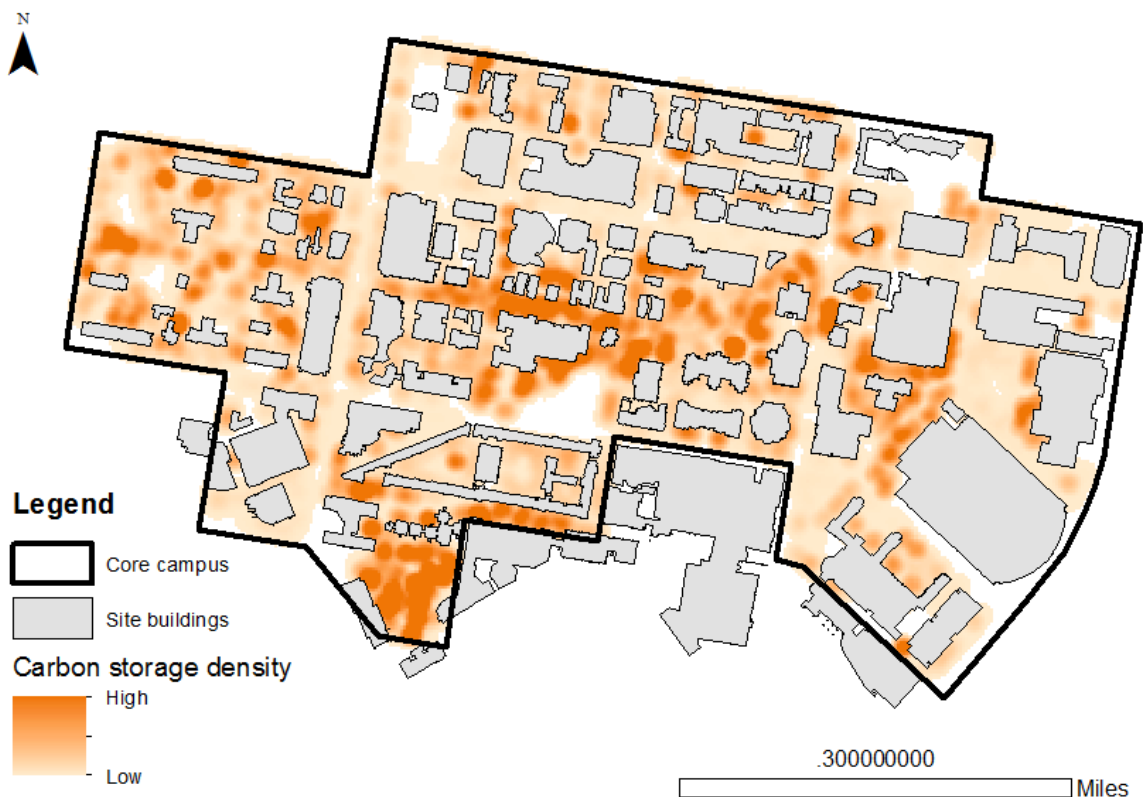 N
Legend
Core campus
Site buildings
Carbon storage density
High
Low
.300000000
Miles